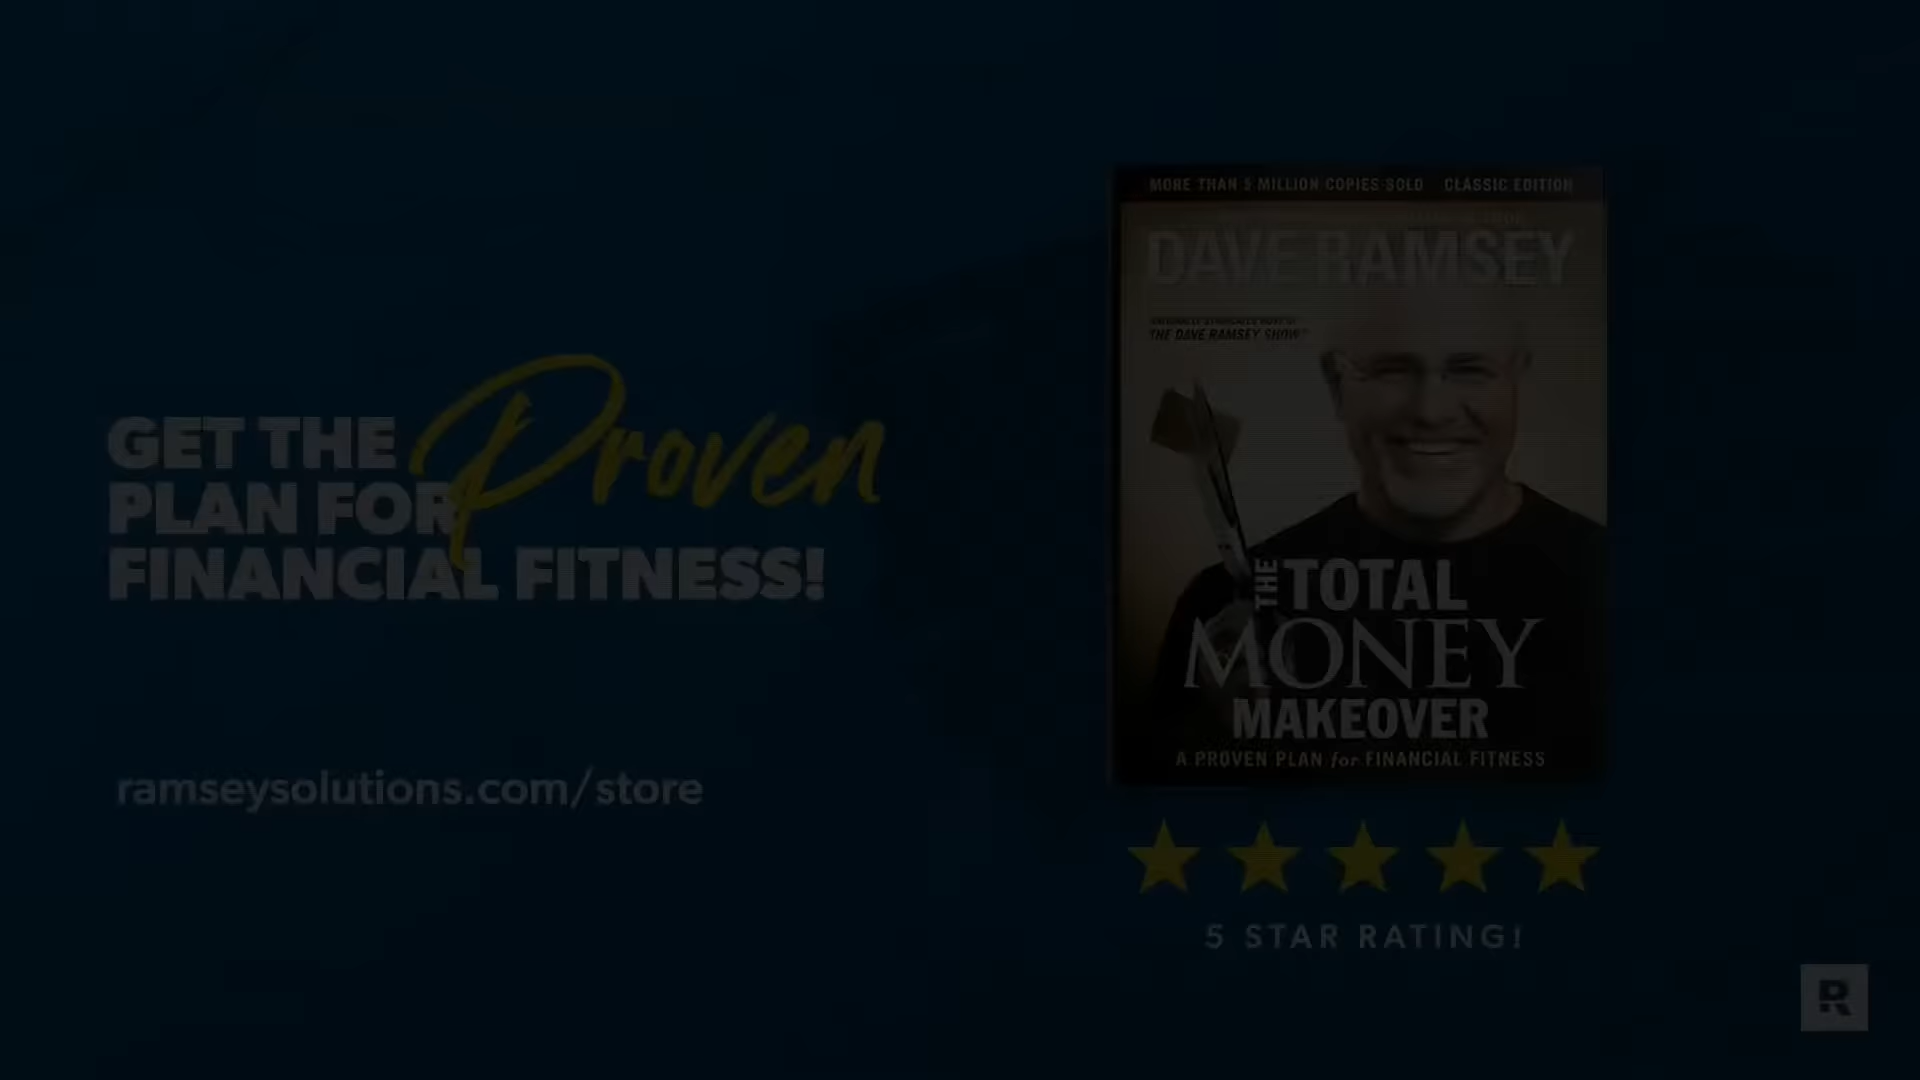 GET THE Proven
PLAN FOR
FINANCIAL FITNESS!
ramseysolutions.com/store
MORE THAN 5 MILLION COPIES SOLD CLASSIC EDITION
DAVE RAMSEY
THE DAVE RAMSEY SHOW
THE TOTAL
MONEY
MAKEOVER
A PROVEN PLAN for FINANCIAL FITNESS
5 STAR RATING!
R